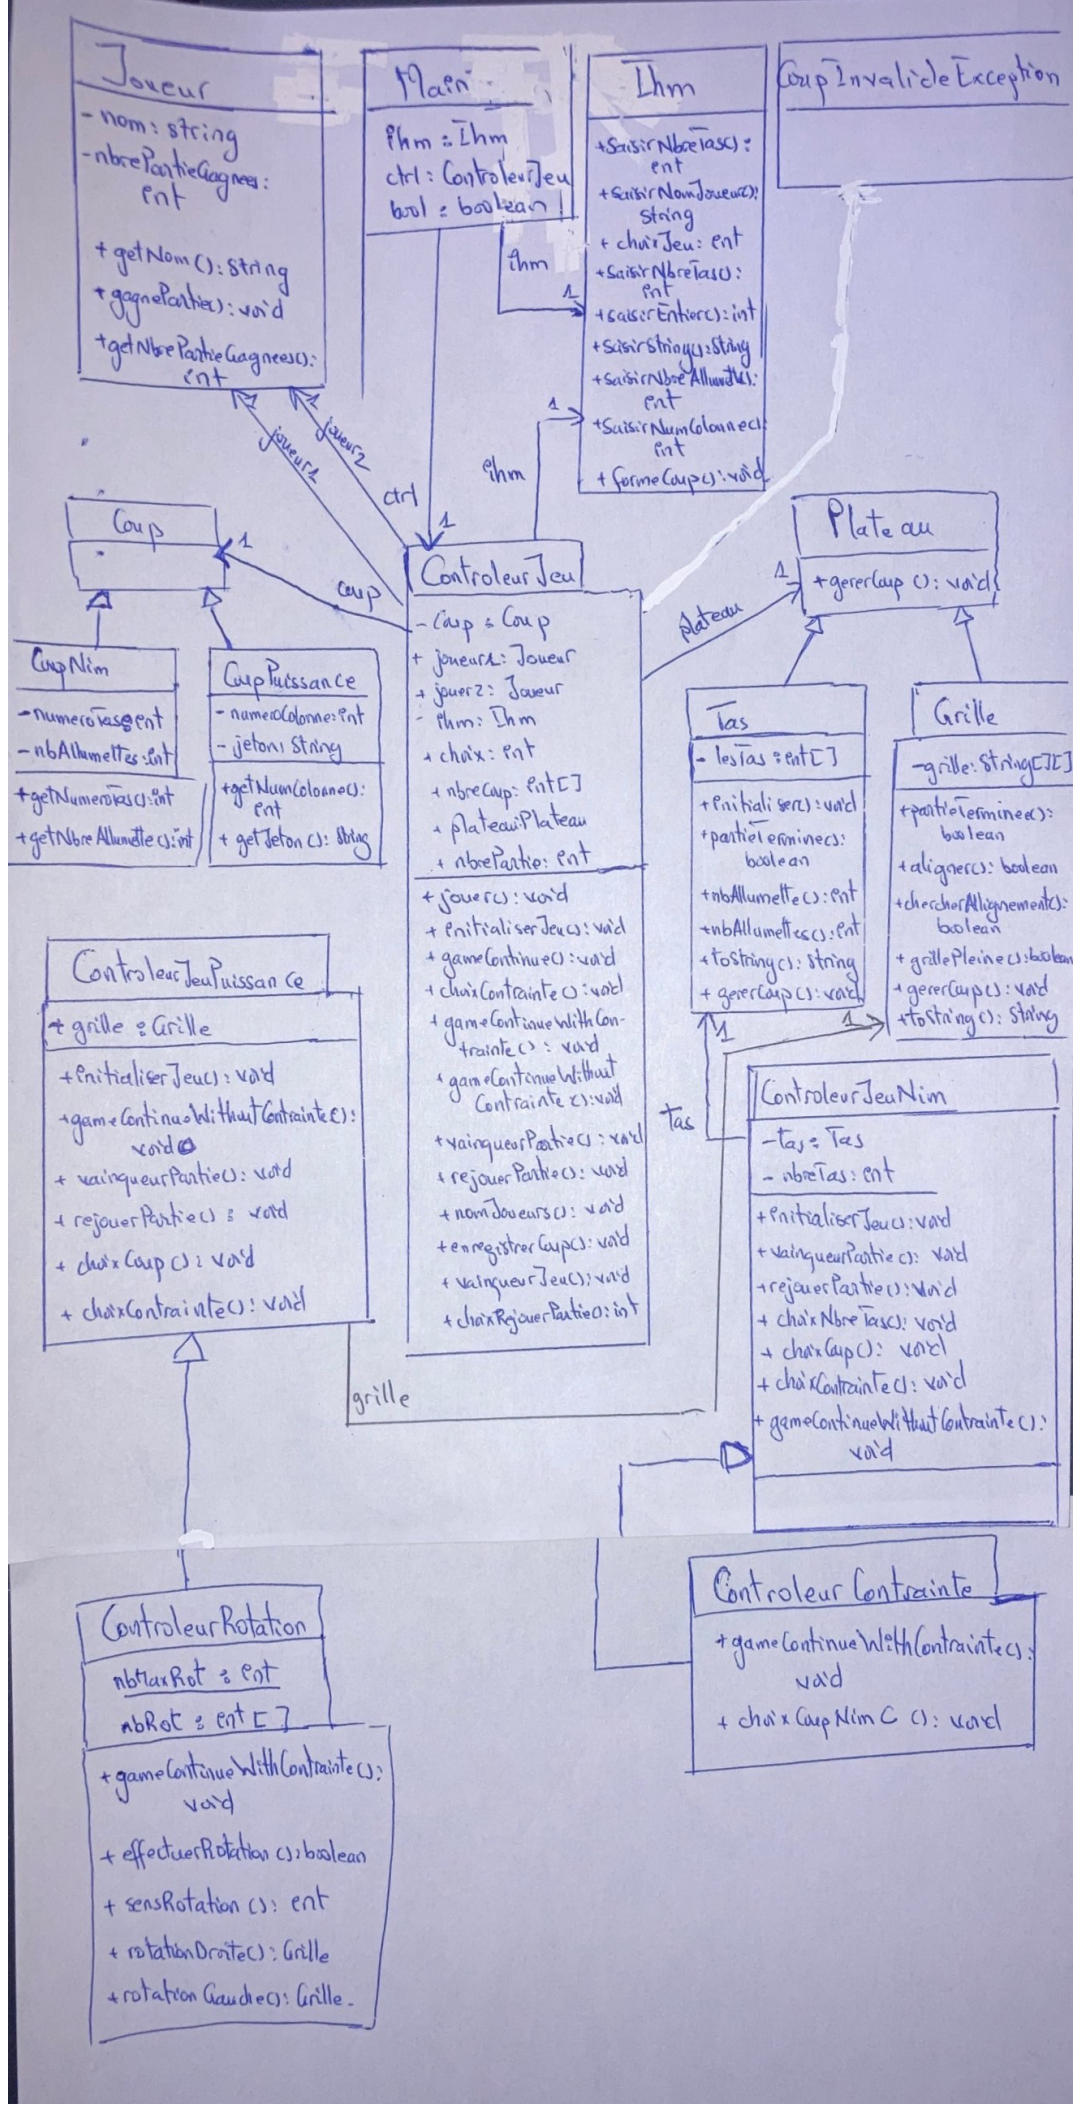 Joueur
- nom: string
- nbrePartieGagnees:
int
+ getNom(): String
+ gagnePartie(): void
+ getNbrePartieGagnees():
int
Main
ihm : Ihm
ctrl : ControleurJeu
bool : boolean
Ihm
+ SaisirNbreTas():
int
+ SaisirNomJoueur():
String
+ choixJeu: int
+ SaisirNbreTas():
int
+ saisirEntier(): int
+ SaisirString(): String
+ SaisirNbreAllumette():
int
+ SaisirNumColonne()
int
+ formeCoup(): void
CoupInvalideException
ihm
1
1
ihm
joueur1
1
joueur2
1
ctrl
1
Coup
1
coup
CoupNim
- numeroTas: int
- nbAllumettes: int
+ getNumeroTas(): int
+ getNbreAllumette(): int
CoupPuissance
- numeroColonne: int
- jeton: String
+ getNumColonne():
int
+ getJeton(): String
ControleurJeu
- Coup : Coup
+ joueur1: Joueur
+ jouer2: Joueur
- ihm: Ihm
+ choix: int
+ nbreCoup: int[]
+ plateau: Plateau
+ nbrePartie: int
+ jouer(): void
+ initialiserJeu(): void
+ gameContinue(): void
+ choixContrainte(): void
+ gameContinueWithCon-
trainte(): void
+ gameContinueWithout
Contrainte(): void
+ vainqueurPartie(): void
+ rejouerPartie(): void
+ nomJoueurs(): void
+ enregistrerCoup(): void
+ vainqueurJeu(): void
+ choixRejouerPartie(): int
plateau
1
Plateau
+ gererCoup(): void
Tas
- lesTas : int[]
+ initialiser(): void
+ partieTerminee():
boolean
+ nbAllumette(): int
+ nbAllumettes(): int
+ toString(): String
+ gererCoup(): void
Grille
- grille: String[][]
+ partieTerminee():
boolean
+ aligner(): boolean
+ chercherAllignement():
boolean
+ grillePleine(): boolean
+ gererCoup(): void
+ toString(): String
1
1
Tas
ControleurJeuPuissance
+ grille : Grille
+ initialiserJeu(): void
+ gameContinueWithoutContrainte():
void
+ vainqueurPartie(): void
+ rejouerPartie() : void
+ choixCoup(): void
+ choixContrainte(): void
grille
ControleurJeuNim
- tas : Tas
- nbreTas: int
+ initialiserJeu(): void
+ vainqueurPartie(): void
+ rejouerPartie(): void
+ choixNbreTas(): void
+ choixCoup(): void
+ choixContrainte(): void
+ gameContinueWithoutContrainte():
void
ControleurRotation
nbMaxRot : int
nbRot : int[]
+ gameContinueWithContrainte():
void
+ effectuerRotation(): boolean
+ sensRotation(): int
+ rotationDroite(): Grille
+ rotationGauche(): Grille.
ControleurContrainte
+ gameContinueWithContrainte():
void
+ choixCoupNimC(): void